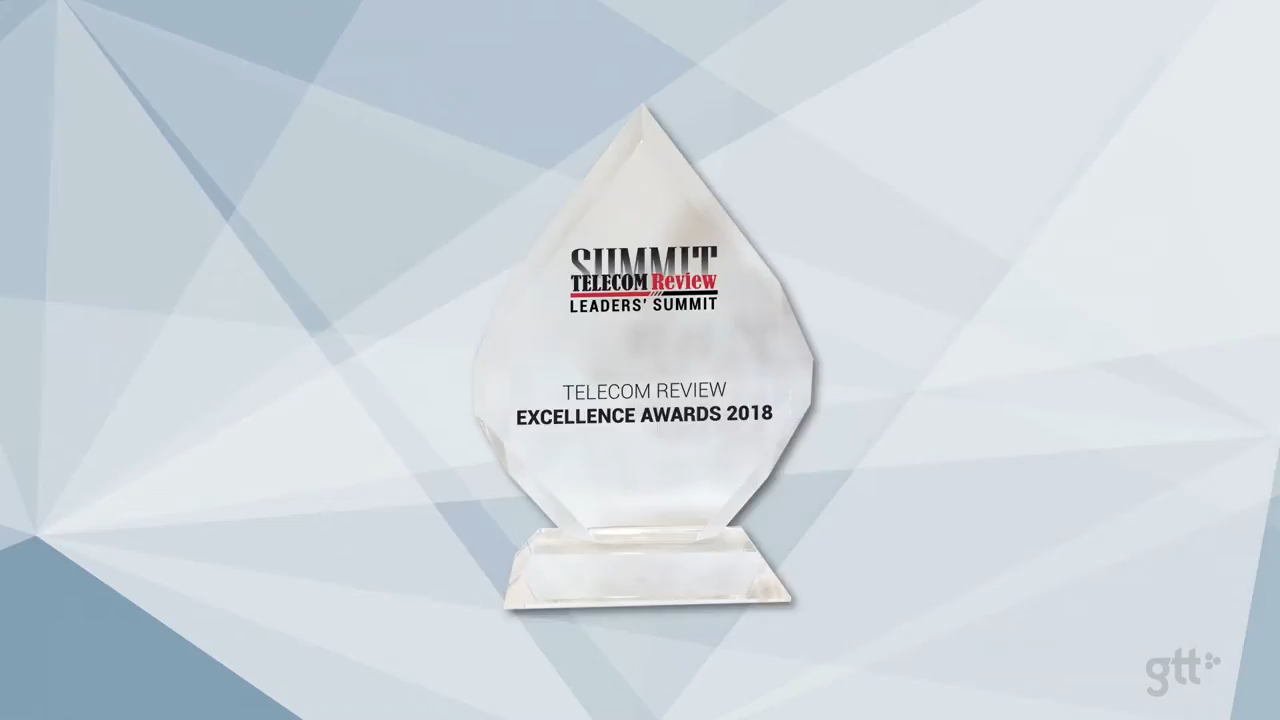 SUMMIT
TELECOM Review
LEADERS' SUMMIT
TELECOM REVIEW
EXCELLENCE AWARDS 2018
gtt